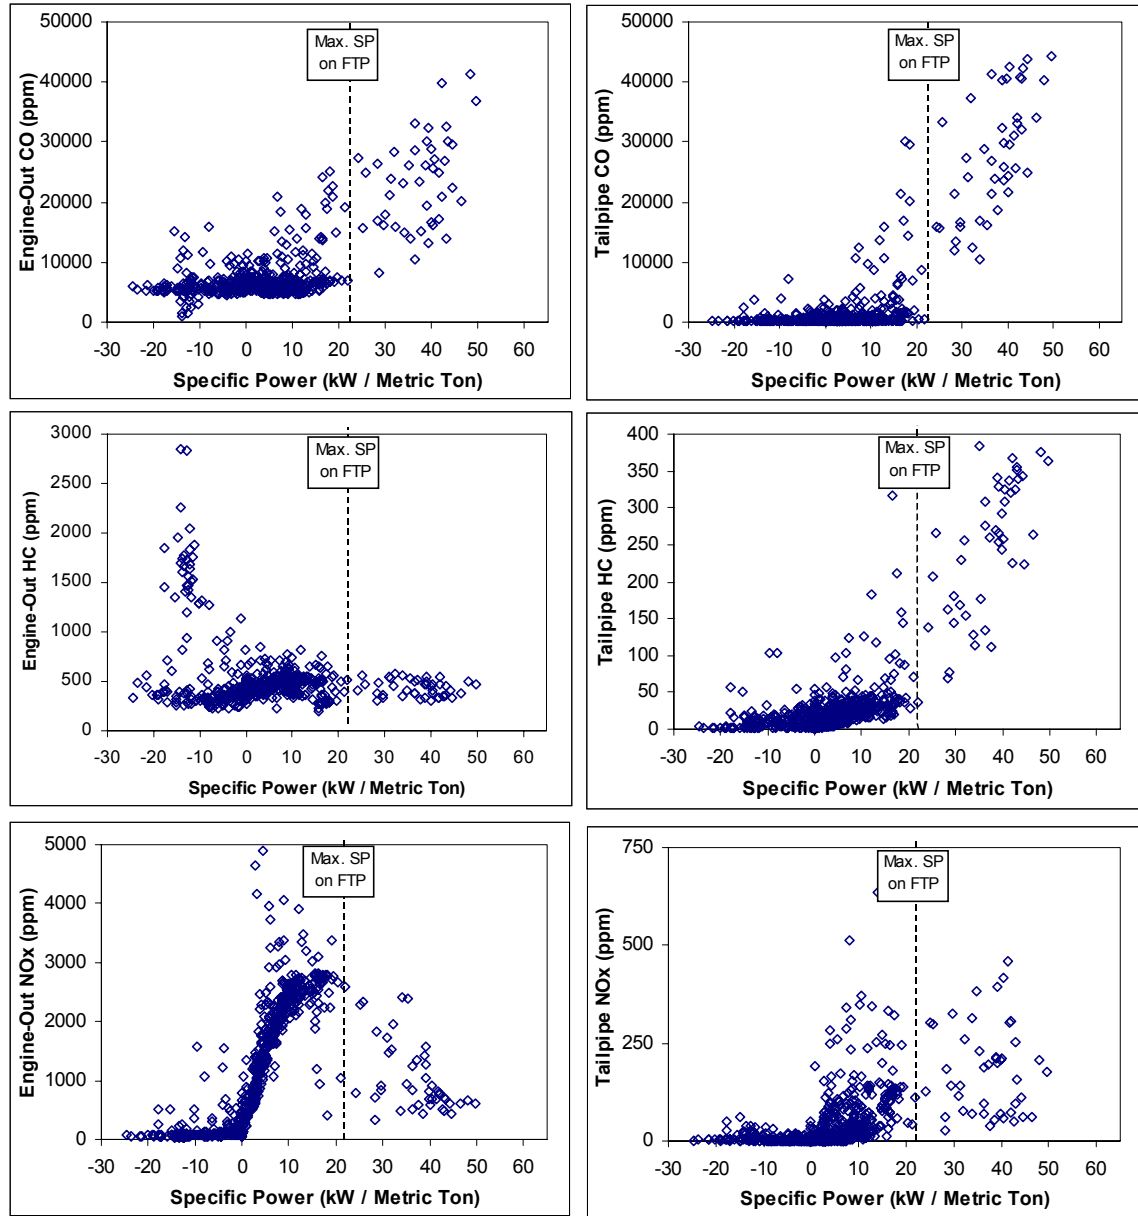 50000
40000
30000
20000
10000
0
-30 -20 -10 0 10 20 30 40 50 60
Engine-Out CO (ppm)
Specific Power (kW / Metric Ton)
Max. SP
on FTP
50000
40000
30000
20000
10000
0
-30 -20 -10 0 10 20 30 40 50 60
Tailpipe CO (ppm)
Specific Power (kW / Metric Ton)
Max. SP
on FTP
3000
2500
2000
1500
1000
500
0
-30 -20 -10 0 10 20 30 40 50 60
Engine-Out HC (ppm)
Specific Power (kW / Metric Ton)
Max. SP
on FTP
400
350
300
250
200
150
100
50
0
-30 -20 -10 0 10 20 30 40 50 60
Tailpipe HC (ppm)
Specific Power (kW / Metric Ton)
Max. SP
on FTP
5000
4000
3000
2000
1000
0
-30 -20 -10 0 10 20 30 40 50 60
Engine-Out NOx (ppm)
Specific Power (kW / Metric Ton)
Max. SP
on FTP
750
500
250
0
-30 -20 -10 0 10 20 30 40 50 60
Tailpipe NOx (ppm)
Specific Power (kW / Metric Ton)
Max. SP
on FTP